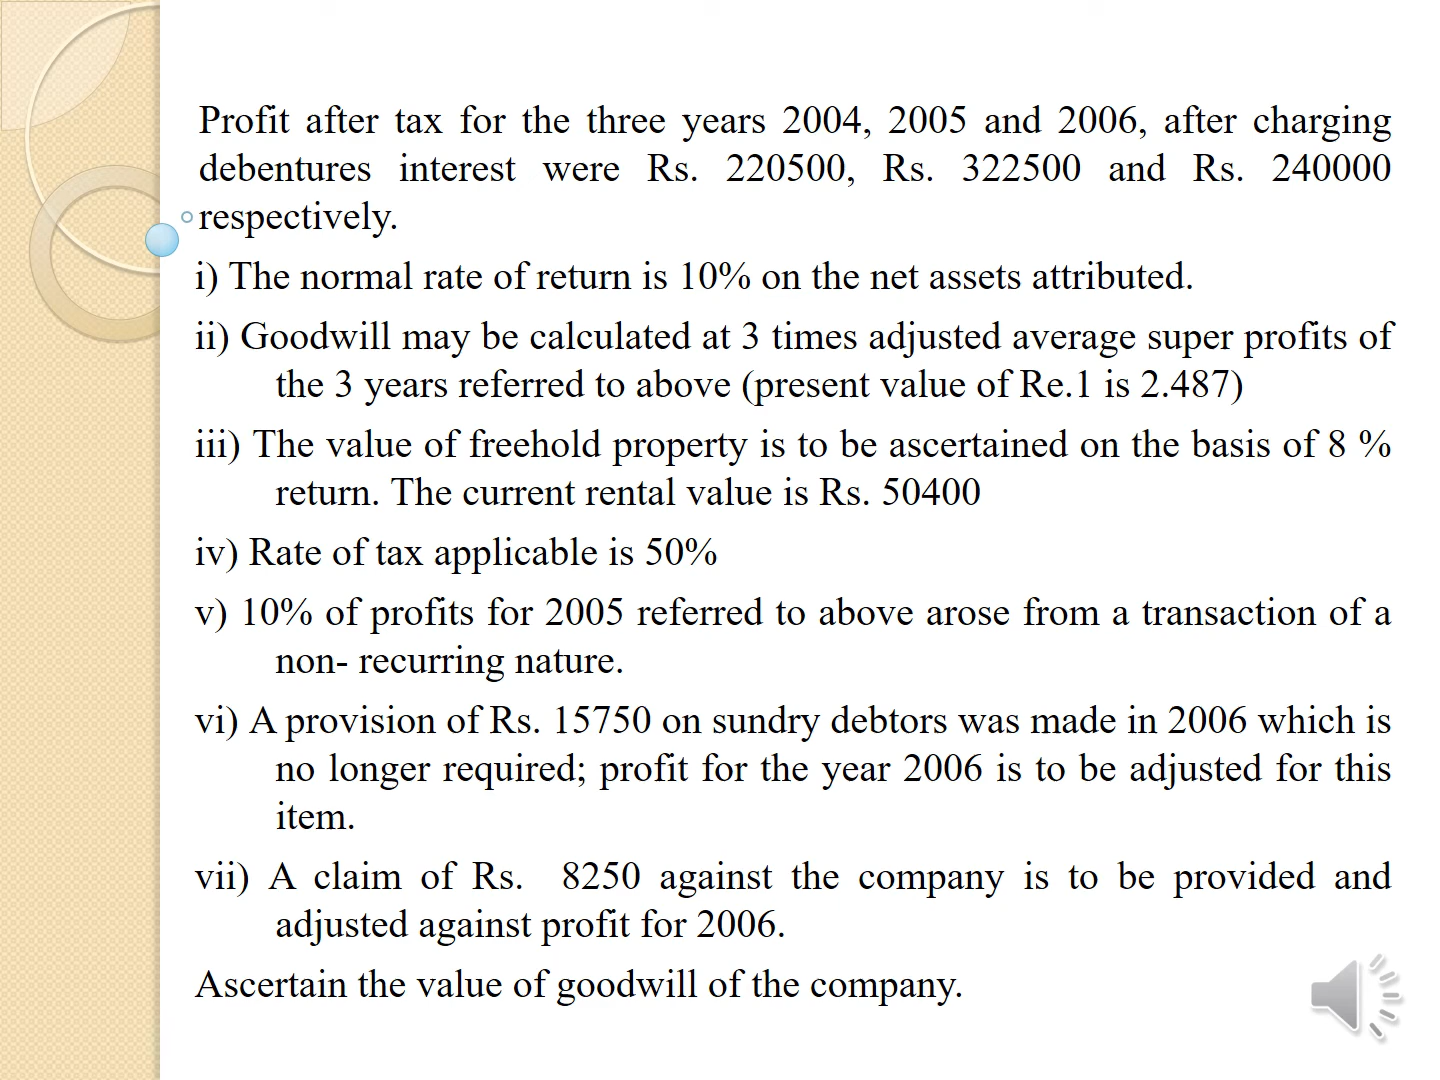 Profit after tax for the three years 2004, 2005 and 2006, after charging
debentures interest were Rs. 220500, Rs. 322500 and Rs. 240000
respectively.
i) The normal rate of return is 10% on the net assets attributed.
ii) Goodwill may be calculated at 3 times adjusted average super profits of
the 3 years referred to above (present value of Re.1 is 2.487)
iii) The value of freehold property is to be ascertained on the basis of 8 %
return. The current rental value is Rs. 50400
iv) Rate of tax applicable is 50%
v) 10% of profits for 2005 referred to above arose from a transaction of a
non- recurring nature.
vi) A provision of Rs. 15750 on sundry debtors was made in 2006 which is
no longer required; profit for the year 2006 is to be adjusted for this
item.
vii) A claim of Rs. 8250 against the company is to be provided and
adjusted against profit for 2006.
Ascertain the value of goodwill of the company.